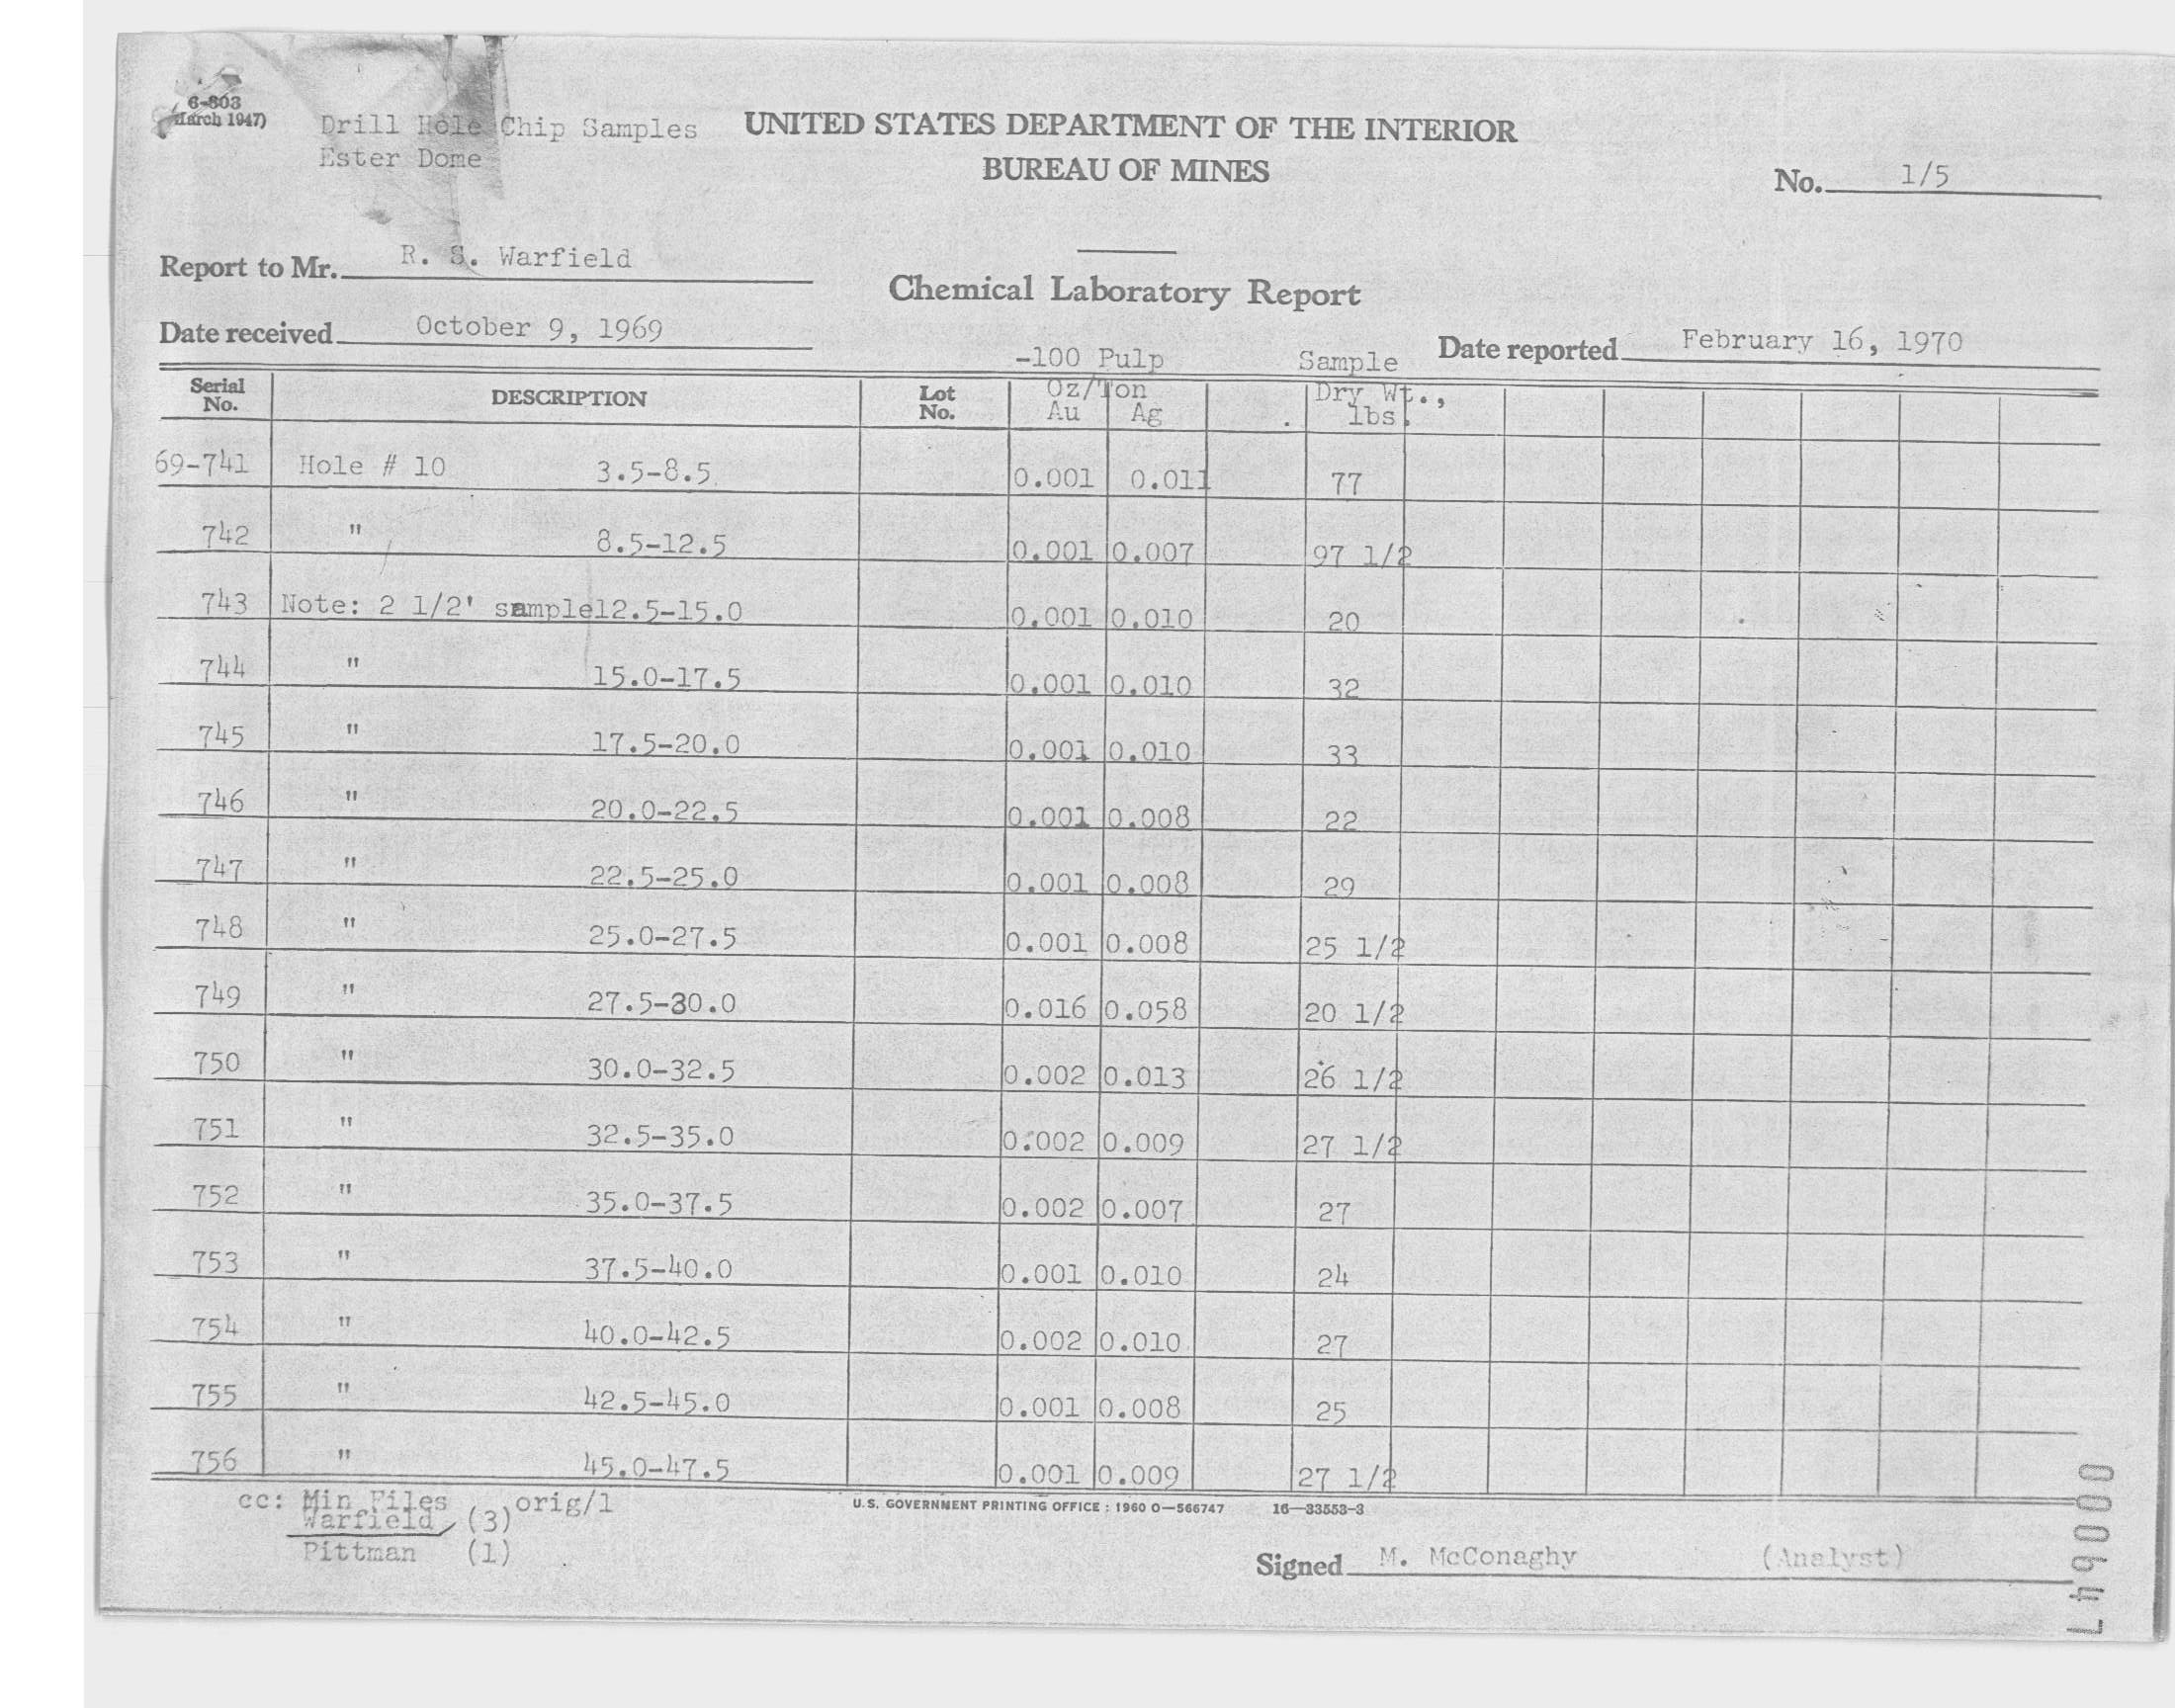 6-803
(March 1947)
Drill Hole Chip Samples
Ester Dome
UNITED STATES DEPARTMENT OF THE INTERIOR
BUREAU OF MINES
No. 1/5
Report to Mr. R. S. Warfield
Chemical Laboratory Report
Date received October 9, 1969
Date reported February 16, 1970
-100 Pulp Sample
Serial No. DESCRIPTION Lot No. Oz/Ton Au Ag Dry Wt., lbs.
69-741 Hole # 10 3.5-8.5 0.001 0.011 77
742 " 8.5-12.5 0.001 0.007 97 1/2
743 Note: 2 1/2' sample12.5-15.0 0.001 0.010 20
744 " 15.0-17.5 0.001 0.010 32
745 " 17.5-20.0 0.001 0.010 33
746 " 20.0-22.5 0.001 0.008 22
747 " 22.5-25.0 0.001 0.008 29
748 " 25.0-27.5 0.001 0.008 25 1/2
749 " 27.5-30.0 0.016 0.058 20 1/2
750 " 30.0-32.5 0.002 0.013 26 1/2
751 " 32.5-35.0 0.002 0.009 27 1/2
752 " 35.0-37.5 0.002 0.007 27
753 " 37.5-40.0 0.001 0.010 24
754 " 40.0-42.5 0.002 0.010 27
755 " 42.5-45.0 0.001 0.008 25
756 " 45.0-47.5 0.001 0.009 27 1/2
cc: Min Files orig/1
Warfield (3)
Pittman (1)
U.S. GOVERNMENT PRINTING OFFICE : 1960 O-566747 16-33553-3
Signed M. McConaghy (Analyst)
000647